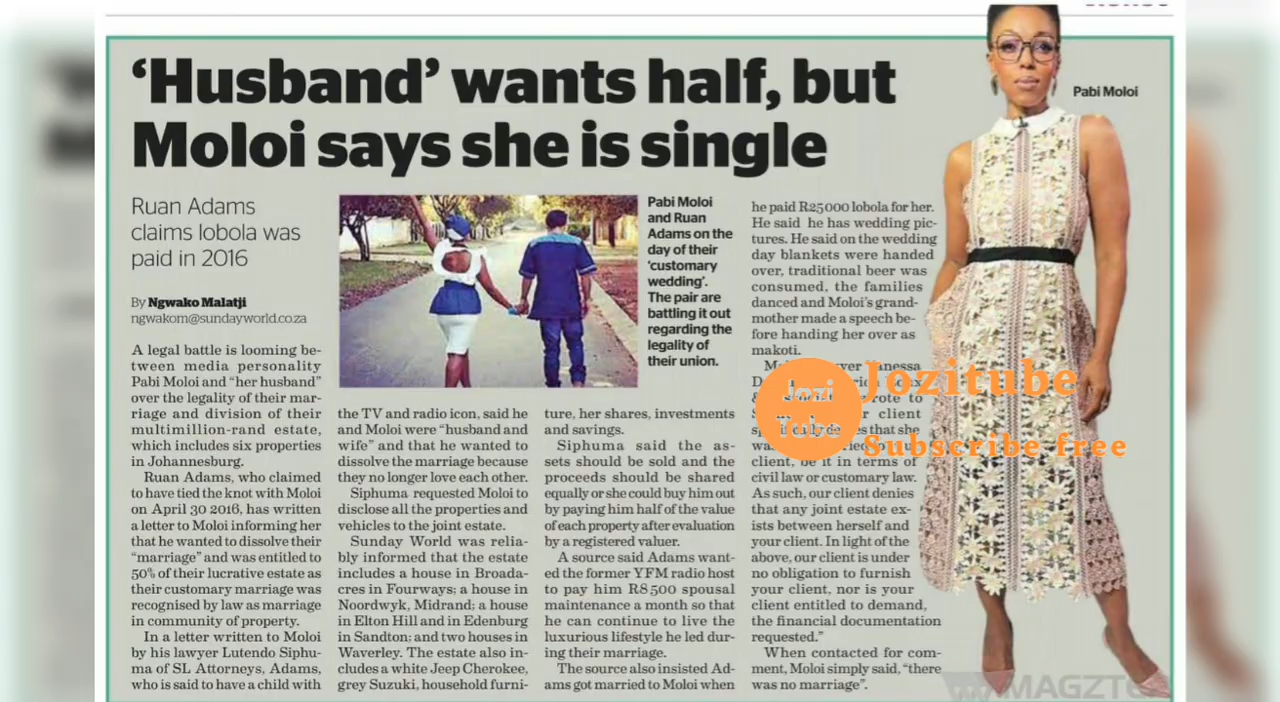 ‘Husband’ wants half, but
Moloi says she is single
Pabi Moloi
Ruan Adams
claims lobola was
paid in 2016
By Ngwako Malatji
ngwakom@sundayworld.co.za
A legal battle is looming be-
tween media personality
Pabi Moloi and “her husband”
over the legality of their mar-
riage and division of their
multimillion-rand estate,
which includes six properties
in Johannesburg.
Ruan Adams, who claimed
to have tied the knot with Moloi
on April 30 2016, has written
a letter to Moloi informing her
that he wanted to dissolve their
“marriage” and was entitled to
50% of their lucrative estate as
their customary marriage was
recognised by law as marriage
in community of property.
In a letter written to Moloi
by his lawyer Lutendo Siphu-
ma of SL Attorneys, Adams,
who is said to have a child with
Pabi Moloi
and Ruan
Adams on the
day of their
‘customary
wedding’.
The pair are
battling it out
regarding the
legality of
their union.
the TV and radio icon, said he
and Moloi were “husband and
wife” and that he wanted to
dissolve the marriage because
they no longer love each other.
Siphuma requested Moloi to
disclose all the properties and
vehicles to the joint estate.
Sunday World was relia-
bly informed that the estate
includes a house in Broada-
cres in Fourways; a house in
Noordwyk, Midrand; a house
in Elton Hill and in Edenburg
in Sandton; and two houses in
Waverley. The estate also in-
cludes a white Jeep Cherokee,
grey Suzuki, household furni-
ture, her shares, investments
and savings.
Siphuma said the as-
sets should be sold and the
proceeds should be shared
equally or she could buy him out
by paying him half of the value
of each property after evaluation
by a registered valuer.
A source said Adams want-
ed the former YFM radio host
to pay him R8 500 spousal
maintenance a month so that
he can continue to live the
luxurious lifestyle he led dur-
ing their marriage.
The source also insisted Ad-
ams got married to Moloi when
he paid R25 000 lobola for her.
He said he has wedding pic-
tures. He said on the wedding
day blankets were handed
over, traditional beer was
consumed, the families
danced and Moloi’s grand-
mother made a speech be-
fore handing her over as
makoti.
client
that she
client, be it in terms of
civil law or customary law.
As such, our client denies
that any joint estate ex-
ists between herself and
your client. In light of the
above, our client is under
no obligation to furnish
your client, nor is your
client entitled to demand,
the financial documentation
requested.”
When contacted for com-
ment, Moloi simply said, “there
was no marriage”.
Jozi
Tube
Jozitube
Subscribe free